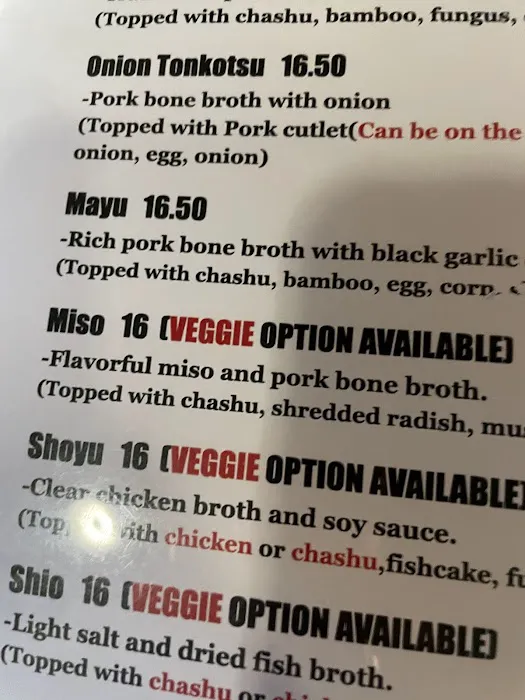 (Topped with chashu, bamboo, fungus,
Onion Tonkotsu 16.50
-Pork bone broth with onion
(Topped with Pork cutlet(Can be on the
onion, egg, onion)
Mayu 16.50
-Rich pork bone broth with black garlic
(Topped with chashu, bamboo, egg, corn,
Miso 16 (VEGGIE OPTION AVAILABLE)
-Flavorful miso and pork bone broth.
(Topped with chashu, shredded radish,
Shoyu 16 (VEGGIE OPTION AVAILABLE)
-Clear chicken broth and soy sauce.
with chicken or chashu,fishcake,
Shio 16 (VEGGIE OPTION AVAILABLE)
-Light salt and dried fish broth.
(Topped with chashu or